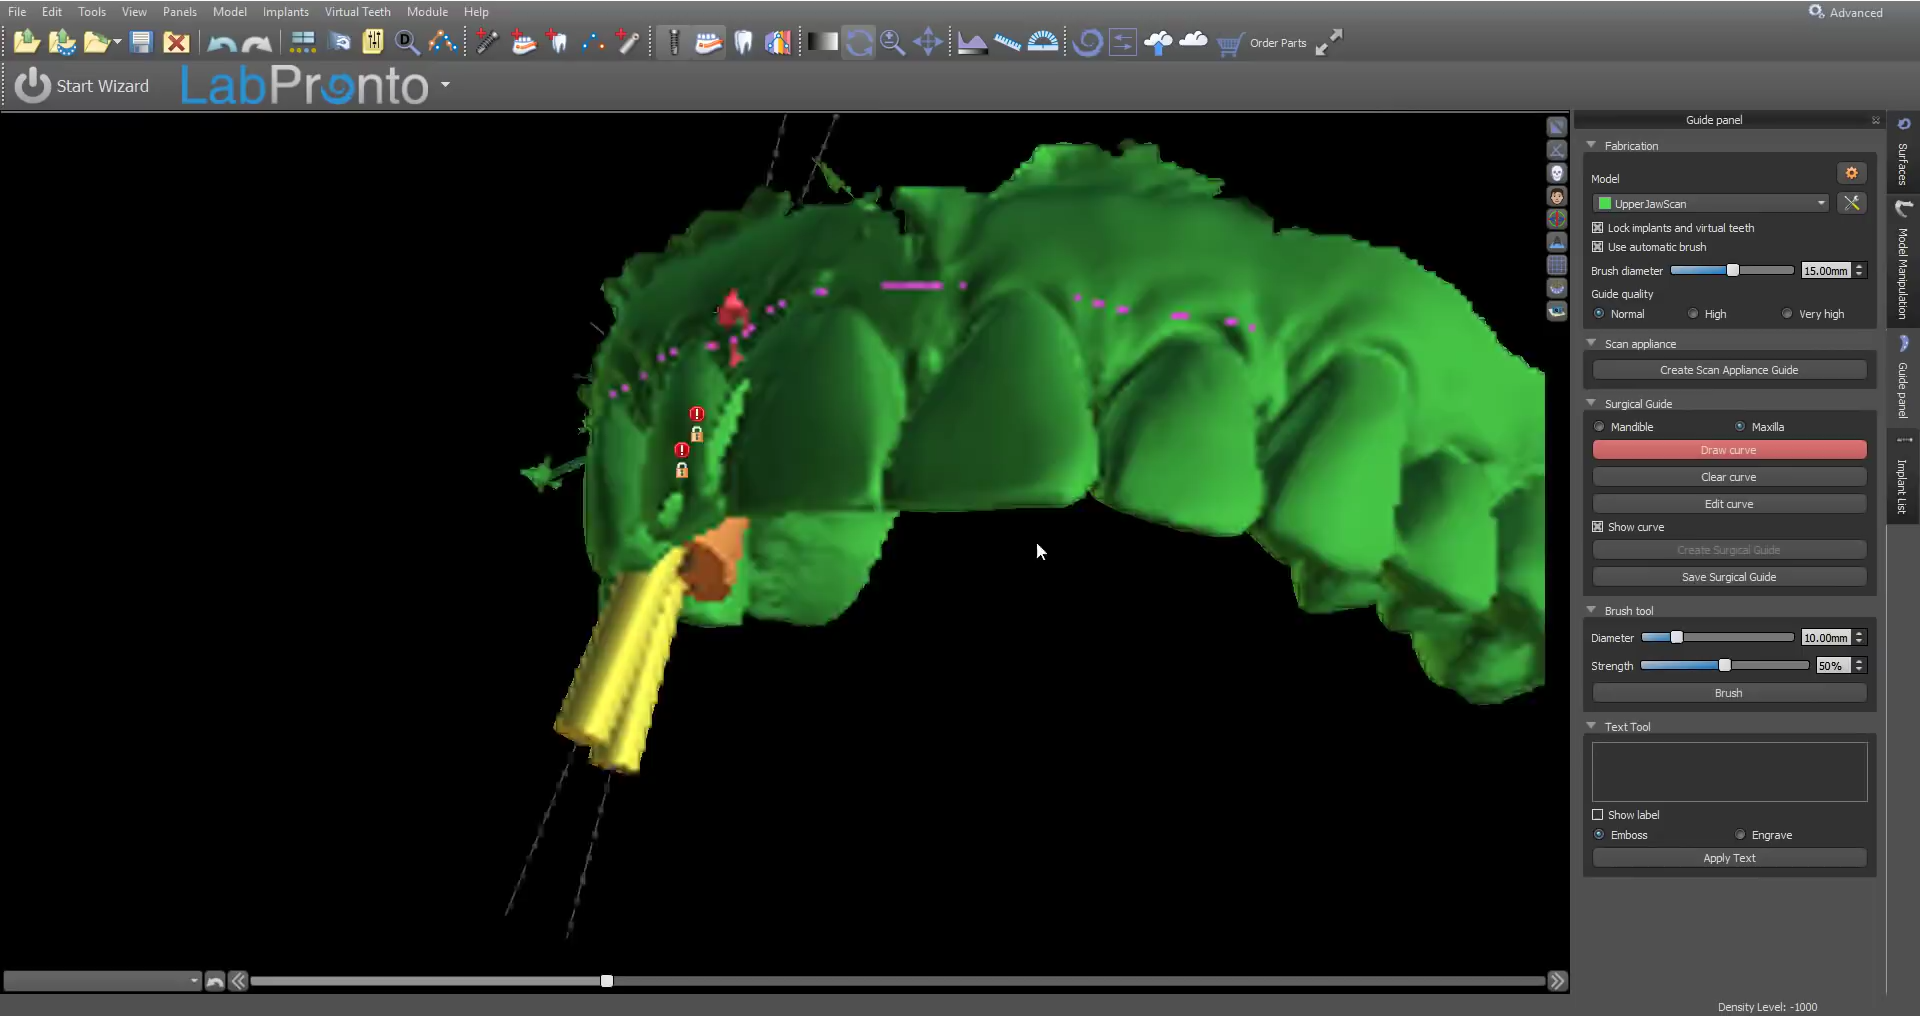 File Edit Tools View Panels Model Implants Virtual Teeth Module Help Advanced
Order Parts
Start Wizard LabPronto
Guide panel
Fabrication
Model
UpperJawScan
Lock implants and virtual teeth
Use automatic brush
Brush diameter 15.00mm
Guide quality
Normal High Very high
Scan appliance
Create Scan Appliance Guide
Surgical Guide
Mandible Maxilla
Draw curve
Clear curve
Edit curve
Show curve
Create Surgical Guide
Save Surgical Guide
Brush tool
Diameter 10.00mm
Strength 50%
Brush
Text Tool
Show label
Emboss Engrave
Apply Text
Surfaces
Model Manipulation
Guide panel
Implant List
Density Level: -1000